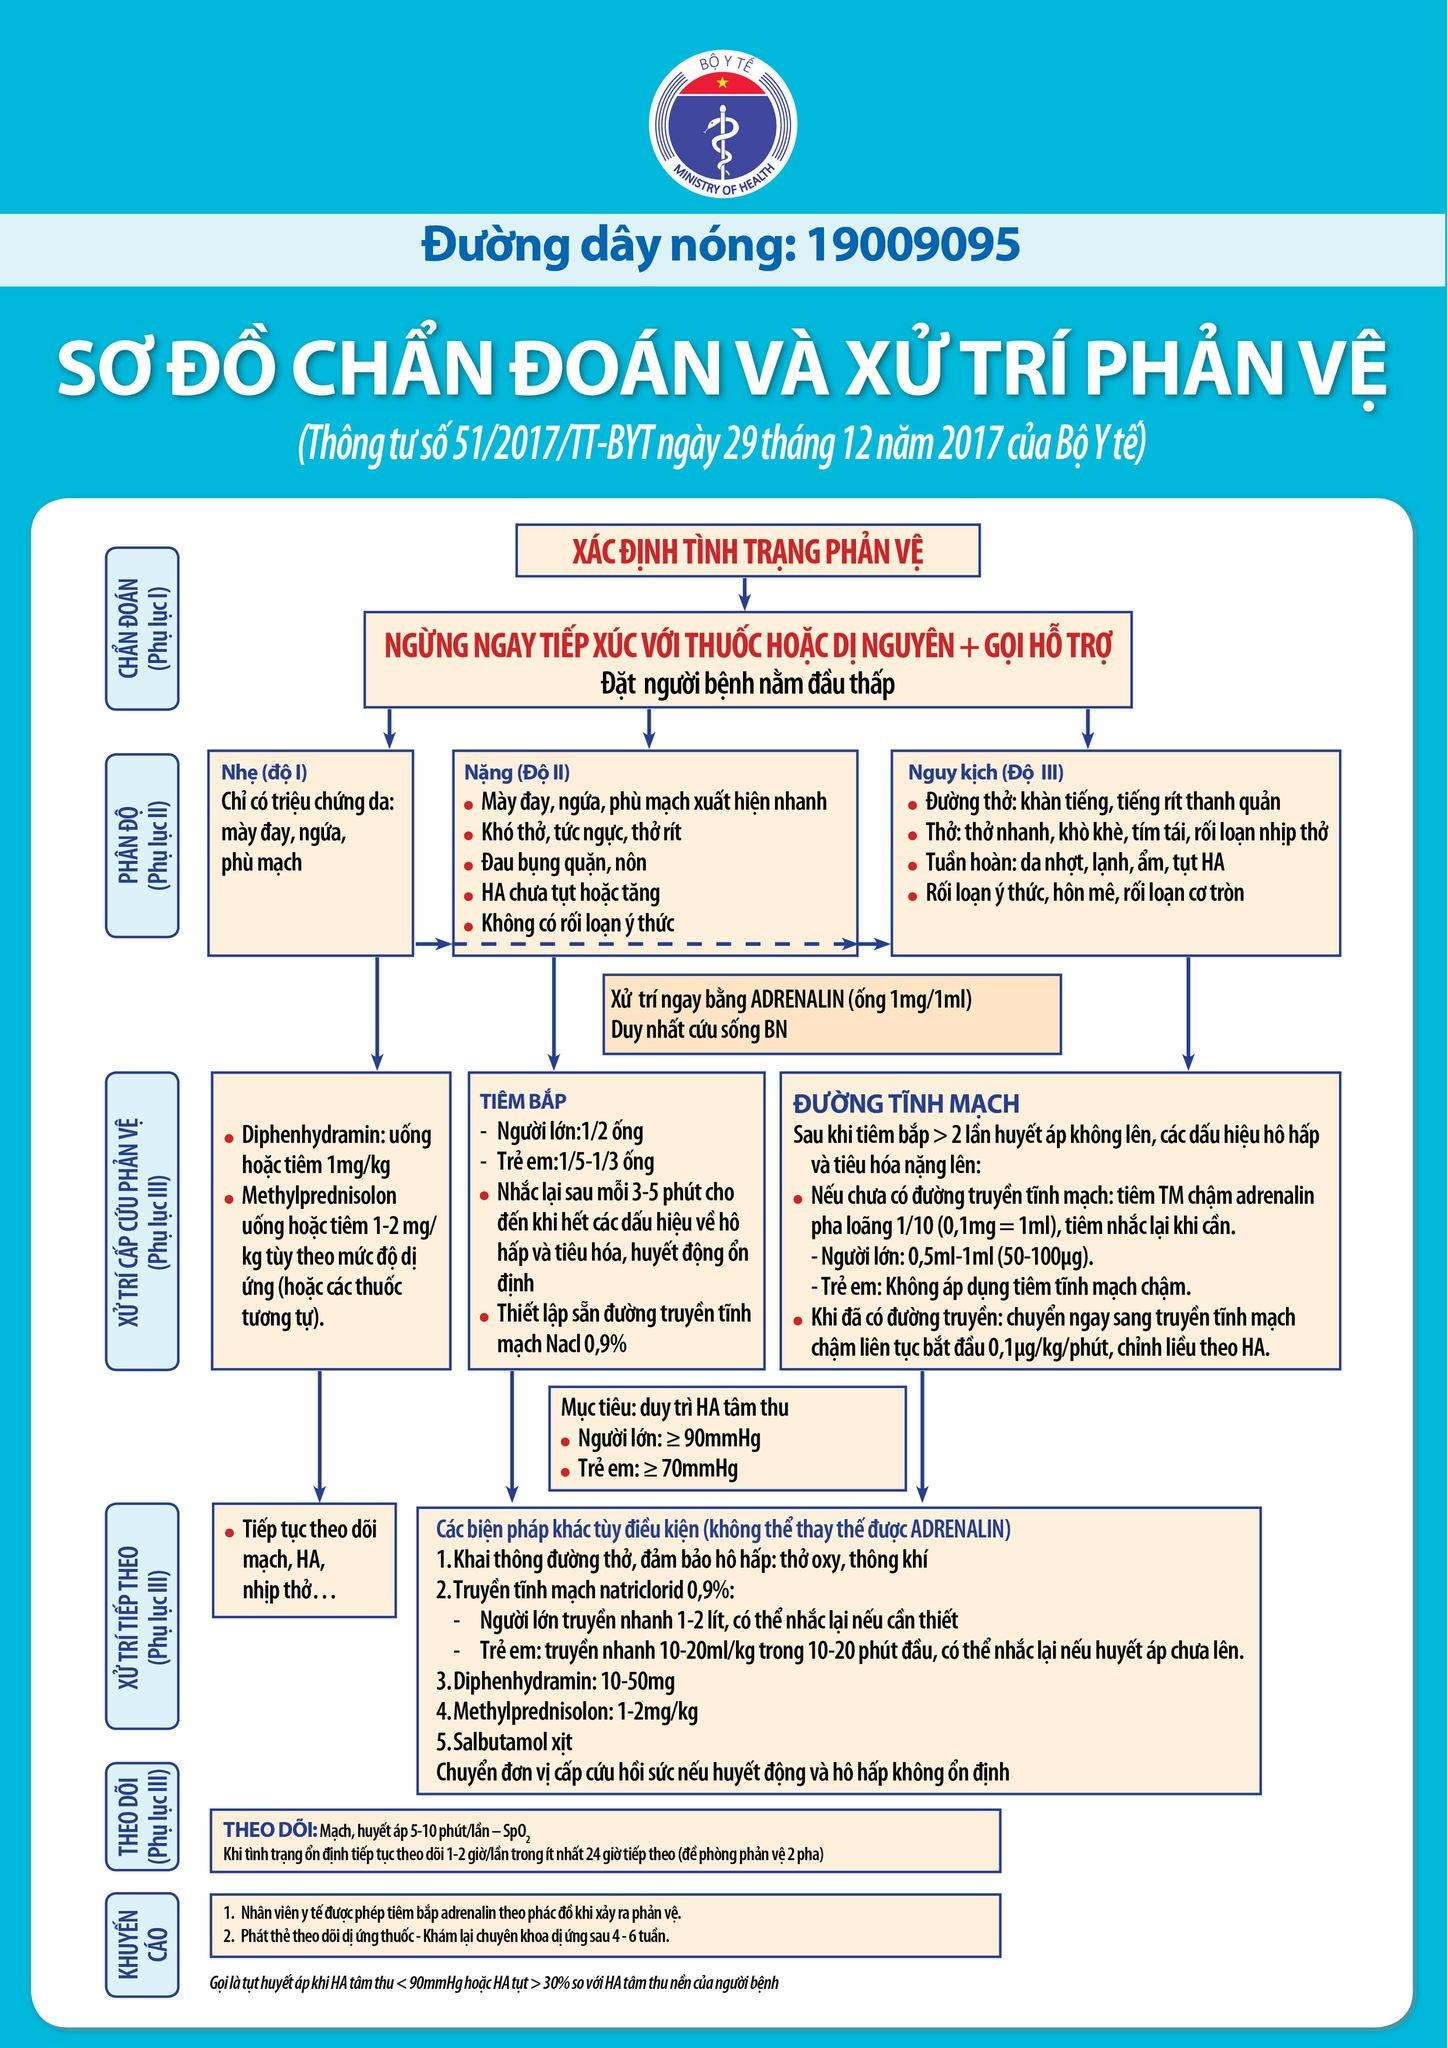 BỘ Y TẾ
MINISTRY OF HEALTH
Đường dây nóng: 19009095
SƠ ĐỒ CHẨN ĐOÁN VÀ XỬ TRÍ PHẢN VỆ
(Thông tư số 51/2017/TT-BYT ngày 29 tháng 12 năm 2017 của Bộ Y tế)
CHẨN ĐOÁN
(Phụ lục I)
XÁC ĐỊNH TÌNH TRẠNG PHẢN VỆ
NGỪNG NGAY TIẾP XÚC VỚI THUỐC HOẶC DỊ NGUYÊN + GỌI HỖ TRỢ
Đặt người bệnh nằm đầu thấp
PHÂN ĐỘ
(Phụ lục II)
Nhẹ (độ I)
Chỉ có triệu chứng da:
mày đay, ngứa,
phù mạch
Nặng (Độ II)
• Mày đay, ngứa, phù mạch xuất hiện nhanh
• Khó thở, tức ngực, thở rít
• Đau bụng quặn, nôn
• HA chưa tụt hoặc tăng
• Không có rối loạn ý thức
Nguy kịch (Độ III)
• Đường thở: khàn tiếng, tiếng rít thanh quản
• Thở: thở nhanh, khò khè, tím tái, rối loạn nhịp thở
• Tuần hoàn: da nhợt, lạnh, ẩm, tụt HA
• Rối loạn ý thức, hôn mê, rối loạn cơ tròn
Xử trí ngay bằng ADRENALIN (ống 1mg/1ml)
Duy nhất cứu sống BN
XỬ TRÍ CẤP CỨU PHẢN VỆ
(Phụ lục III)
• Diphenhydramin: uống
hoặc tiêm 1mg/kg
• Methylprednisolon
uống hoặc tiêm 1-2 mg/
kg tùy theo mức độ dị
ứng (hoặc các thuốc
tương tự).
TIÊM BẮP
- Người lớn:1/2 ống
- Trẻ em:1/5-1/3 ống
• Nhắc lại sau mỗi 3-5 phút cho
đến khi hết các dấu hiệu về hô
hấp và tiêu hóa, huyết động ổn
định
• Thiết lập sẵn đường truyền tĩnh
mạch Nacl 0,9%
ĐƯỜNG TĨNH MẠCH
Sau khi tiêm bắp > 2 lần huyết áp không lên, các dấu hiệu hô hấp
và tiêu hóa nặng lên:
• Nếu chưa có đường truyền tĩnh mạch: tiêm TM chậm adrenalin
pha loãng 1/10 (0,1mg = 1ml), tiêm nhắc lại khi cần.
- Người lớn: 0,5ml-1ml (50-100µg).
- Trẻ em: Không áp dụng tiêm tĩnh mạch chậm.
• Khi đã có đường truyền: chuyển ngay sang truyền tĩnh mạch
chậm liên tục bắt đầu 0,1µg/kg/phút, chỉnh liều theo HA.
Mục tiêu: duy trì HA tâm thu
• Người lớn: ≥ 90mmHg
• Trẻ em: ≥ 70mmHg
XỬ TRÍ TIẾP THEO
(Phụ lục III)
• Tiếp tục theo dõi
mạch, HA,
nhịp thở…
Các biện pháp khác tùy điều kiện (không thể thay thế được ADRENALIN)
1. Khai thông đường thở, đảm bảo hô hấp: thở oxy, thông khí
2. Truyền tĩnh mạch natriclorid 0,9%:
- Người lớn truyền nhanh 1-2 lít, có thể nhắc lại nếu cần thiết
- Trẻ em: truyền nhanh 10-20ml/kg trong 10-20 phút đầu, có thể nhắc lại nếu huyết áp chưa lên.
3. Diphenhydramin: 10-50mg
4. Methylprednisolon: 1-2mg/kg
5. Salbutamol xịt
Chuyển đơn vị cấp cứu hồi sức nếu huyết động và hô hấp không ổn định
THEO DÕI
(Phụ lục III)
THEO DÕI: Mạch, huyết áp 5-10 phút/lần – SpO₂
Khi tình trạng ổn định tiếp tục theo dõi 1-2 giờ/lần trong ít nhất 24 giờ tiếp theo (đề phòng phản vệ 2 pha)
KHUYẾN
CÁO
1. Nhân viên y tế được phép tiêm bắp adrenalin theo phác đồ khi xảy ra phản vệ.
2. Phát thẻ theo dõi dị ứng thuốc - Khám lại chuyên khoa dị ứng sau 4 - 6 tuần.
Gọi là tụt huyết áp khi HA tâm thu < 90mmHg hoặc HA tụt > 30% so với HA tâm thu nền của người bệnh